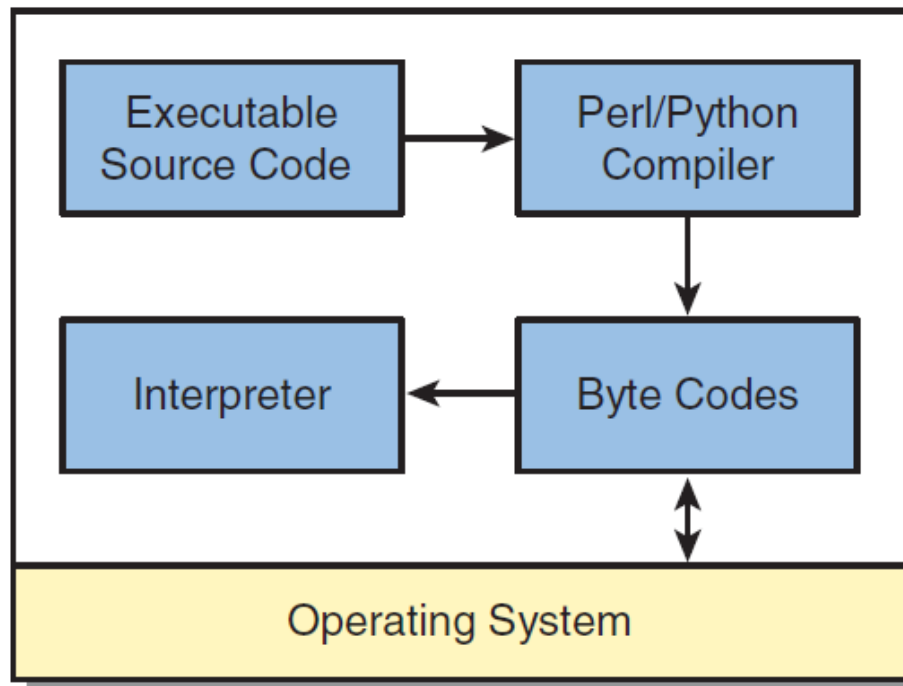 Executable
Source Code
Perl/Python
Compiler
Interpreter
Byte Codes
Operating System